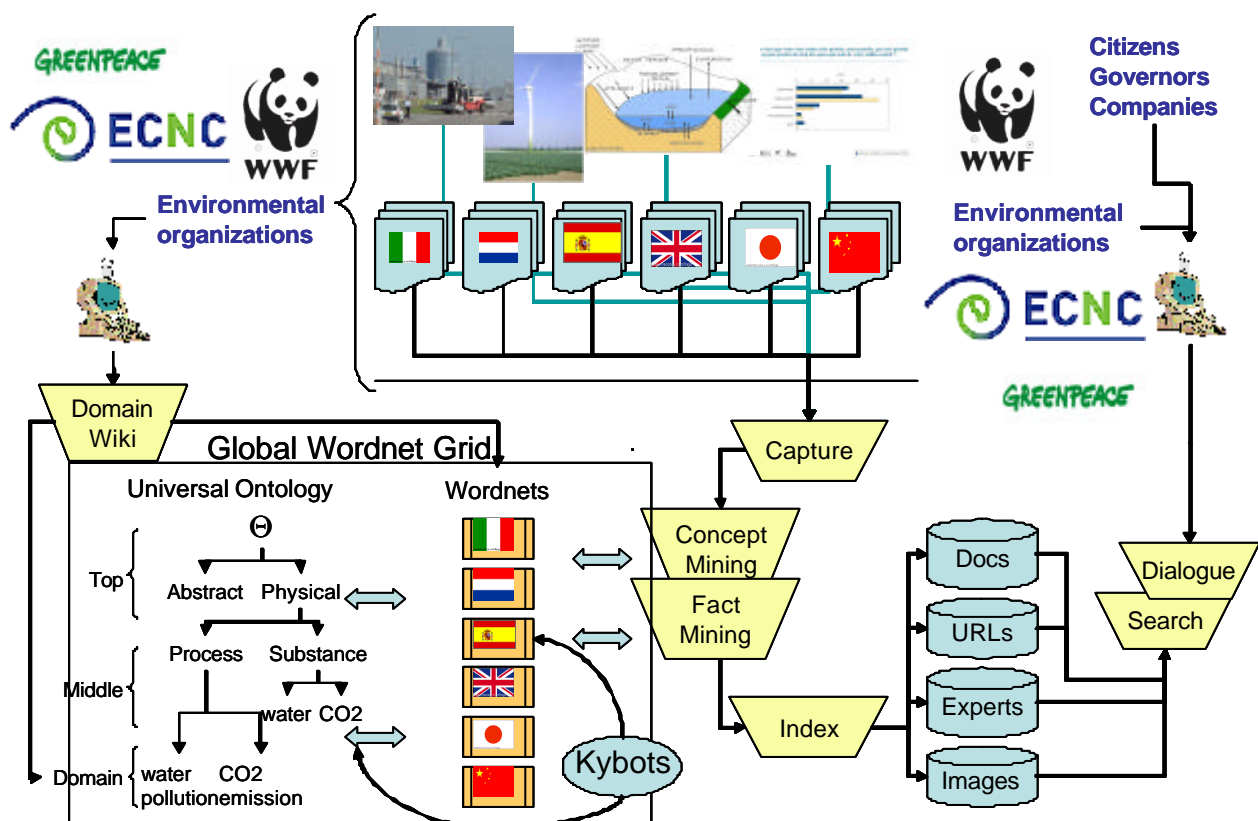 GREENPEACE
ECNC
WWF
Environmental
organizations
WWF
Citizens
Governors
Companies
Environmental
organizations
ECNC
GREENPEACE
Domain
Wiki
Global Wordnet Grid
Universal Ontology
Wordnets
Θ
Top
Abstract
Physical
Process
Substance
Middle
water
CO2
Domain
water
pollution
CO2
emission
Kybots
Capture
Concept
Mining
Fact
Mining
Index
Docs
URLs
Experts
Images
Dialogue
Search